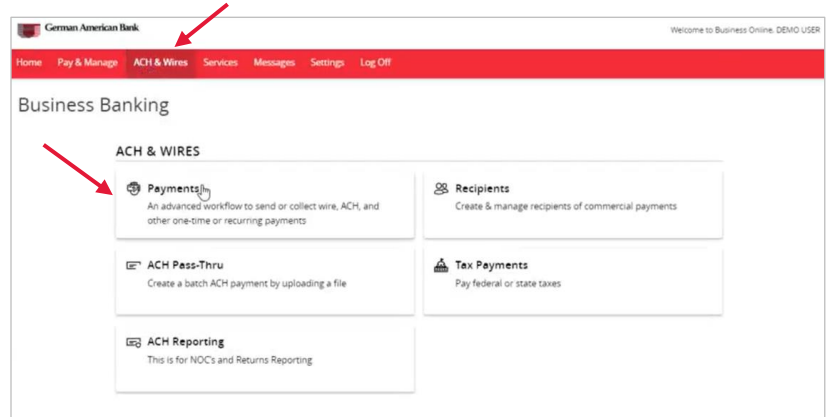 German American Bank
Welcome to Business Online, DEMO USER
Home Pay & Manage ACH & Wires Services Messages Settings Log Off
Business Banking
ACH & WIRES
Payments
An advanced workflow to send or collect wire, ACH, and
other one-time or recurring payments
Recipients
Create & manage recipients of commercial payments
ACH Pass-Thru
Create a batch ACH payment by uploading a file
Tax Payments
Pay federal or state taxes
ACH Reporting
This is for NOC's and Returns Reporting